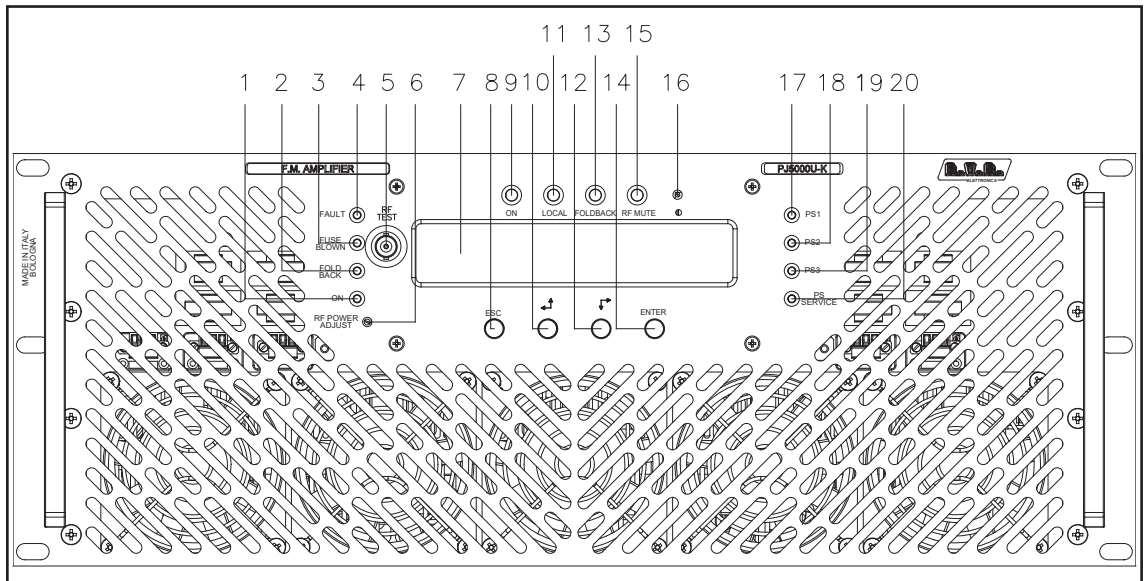 11 13 15
1 2 3 4 5 6 7 8 9 10 12 14 16 17 18 19 20
F.M. AMPLIFIER
PJ5000U-K
R.V.R.
ELETTRONICA
MADE IN ITALY
BOLOGNA
FAULT
FUSE
BLOWN
FOLD
BACK
ON
RF POWER
ADJUST
RF
TEST
ON LOCAL FOLDBACK RF MUTE
ESC
ENTER
PS1
PS2
PS3
PS
SERVICE